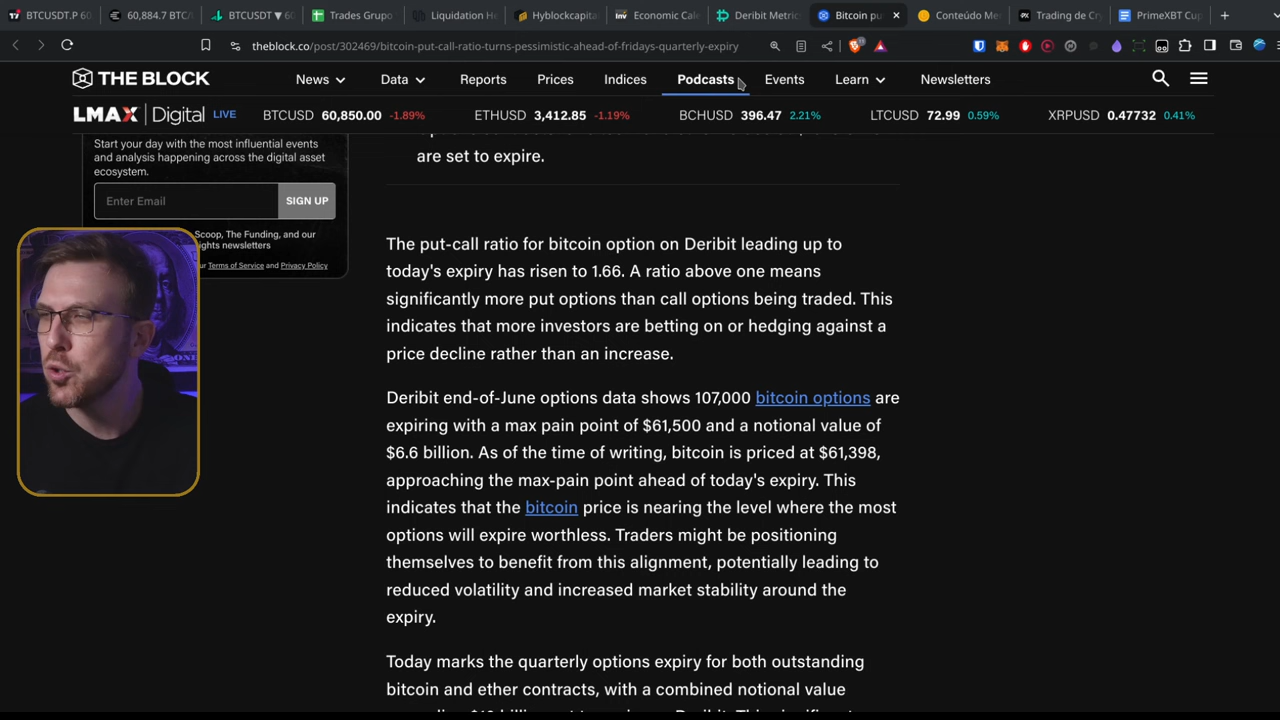 BTCUSDT.P 60
60,884.7 BTC/
BTCUSDT ▼ 60
Trades Grupo
Liquidation He
Hyblockcapita
Economic Cale
Deribit Metric
Bitcoin pu
Conteúdo Mer
Trading de Cry
PrimeXBT Cup
theblock.co/post/302469/bitcoin-put-call-ratio-turns-pessimistic-ahead-of-fridays-quarterly-expiry
THE BLOCK
News
Data
Reports
Prices
Indices
Podcasts
Events
Learn
Newsletters
LMAX Digital LIVE
BTCUSD 60,850.00 -1.89%
ETHUSD 3,412.85 -1.19%
BCHUSD 396.47 2.21%
LTCUSD 72.99 0.59%
XRPUSD 0.47732 0.41%
Start your day with the most influential events
and analysis happening across the digital asset
ecosystem.
Enter Email
SIGN UP
Scoop, The Funding, and our
ights newsletters
ur Terms of Service and Privacy Policy
are set to expire.
The put-call ratio for bitcoin option on Deribit leading up to
today's expiry has risen to 1.66. A ratio above one means
significantly more put options than call options being traded. This
indicates that more investors are betting on or hedging against a
price decline rather than an increase.
Deribit end-of-June options data shows 107,000 bitcoin options are
expiring with a max pain point of $61,500 and a notional value of
$6.6 billion. As of the time of writing, bitcoin is priced at $61,398,
approaching the max-pain point ahead of today's expiry. This
indicates that the bitcoin price is nearing the level where the most
options will expire worthless. Traders might be positioning
themselves to benefit from this alignment, potentially leading to
reduced volatility and increased market stability around the
expiry.
Today marks the quarterly options expiry for both outstanding
bitcoin and ether contracts, with a combined notional value